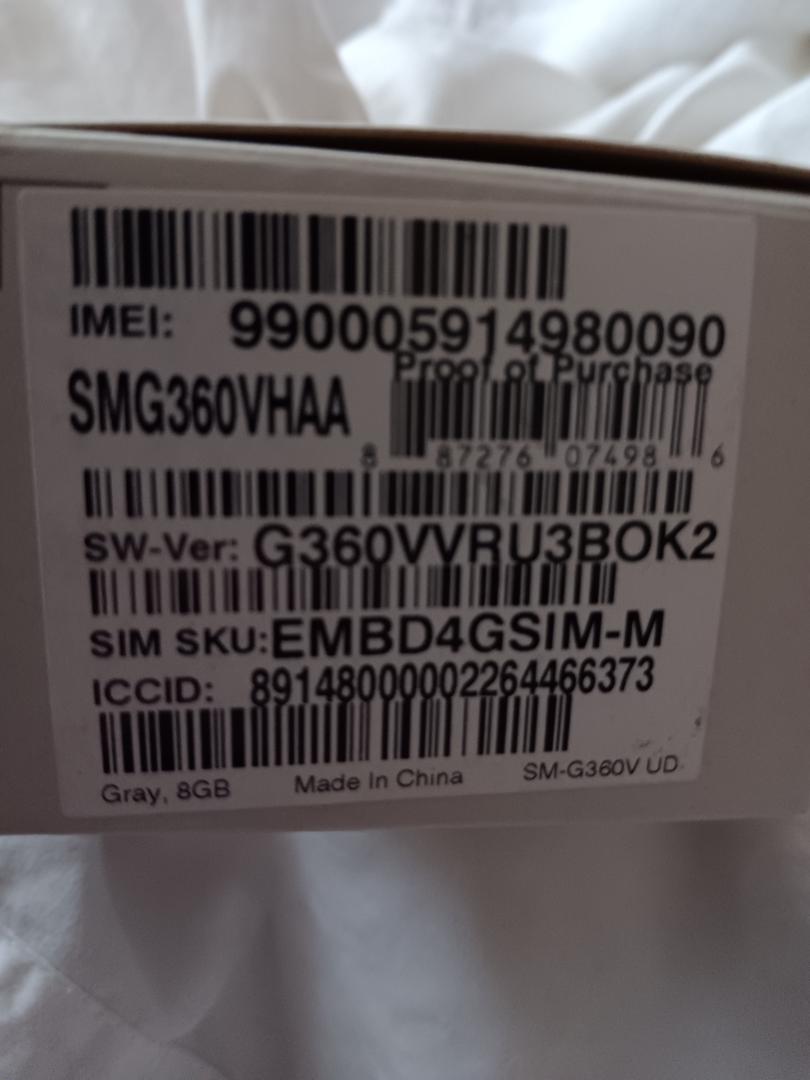 IMEI: 990005914980090
Proof of Purchase
SMG360VHAA
8 87276 07498 6
SW-Ver: G360VVRU3BOK2
SIM SKU:EMBD4GSIM-M
ICCID: 89148000002264466373
Gray, 8GB Made In China SM-G360V UD